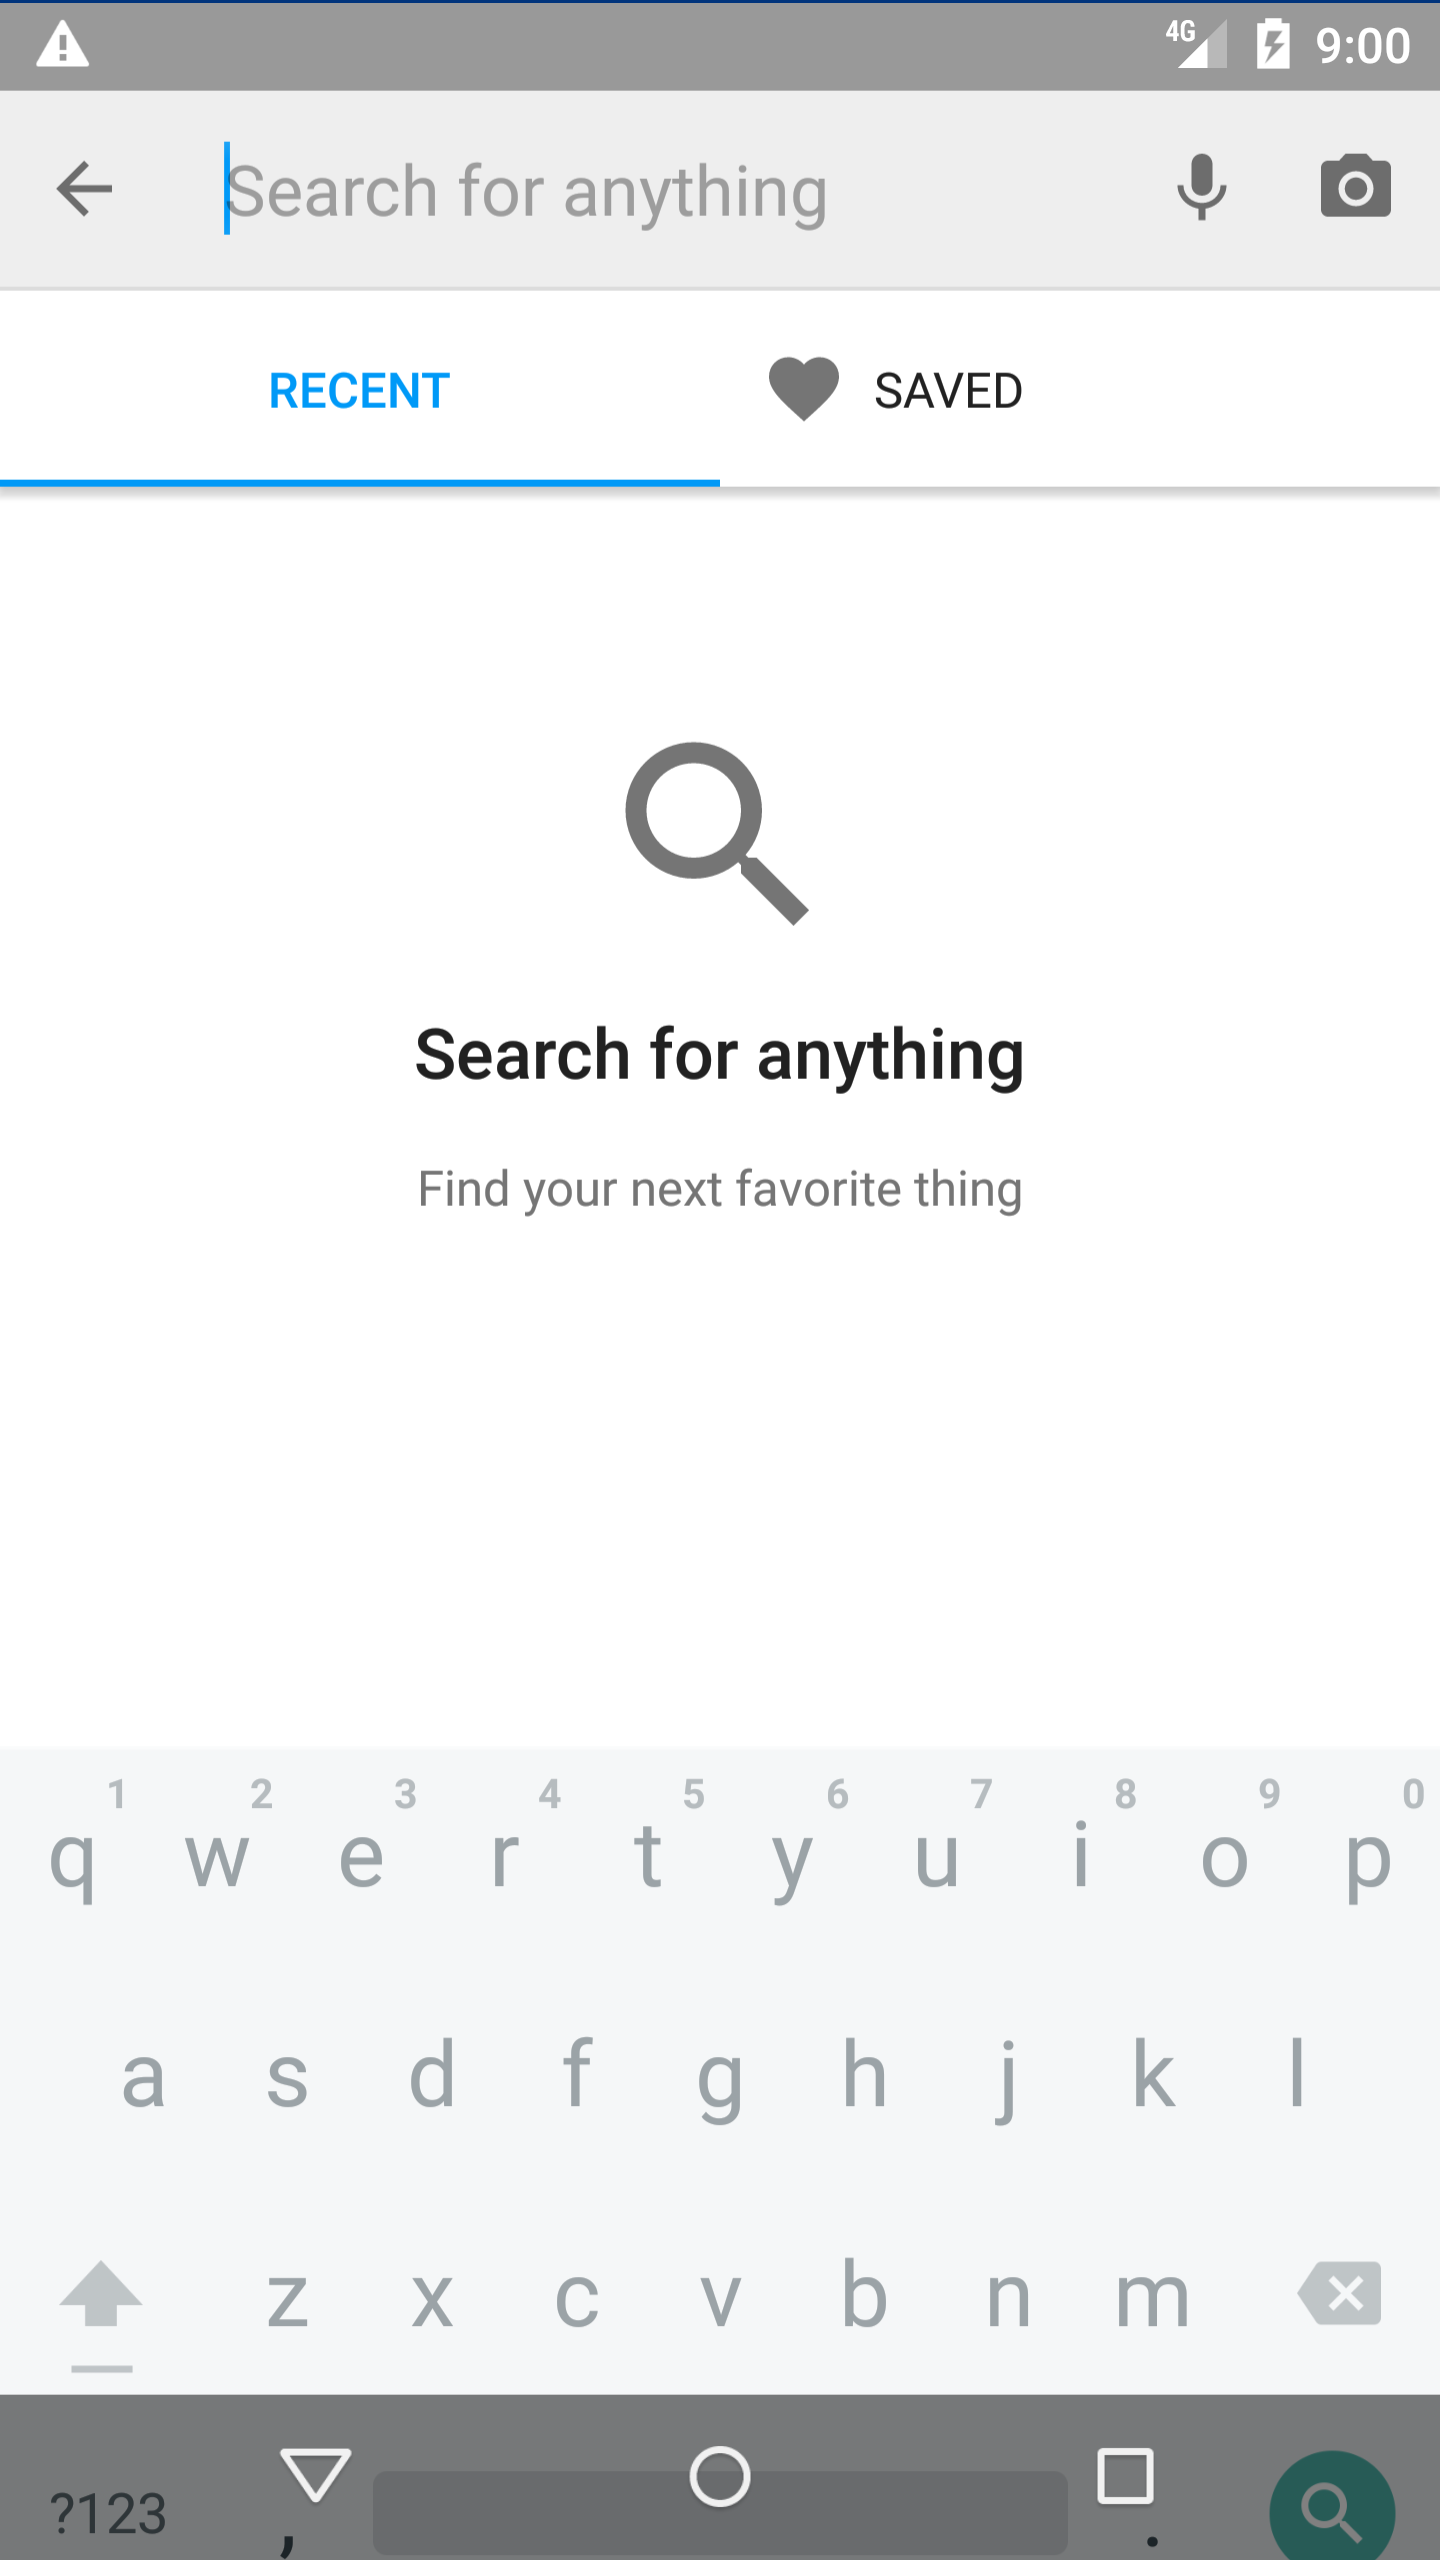 4G 9:00
Search for anything
RECENT SAVED
Search for anything
Find your next favorite thing
1 2 3 4 5 6 7 8 9 0
q w e r t y u i o p
a s d f g h j k l
z x c v b n m
?123 , .